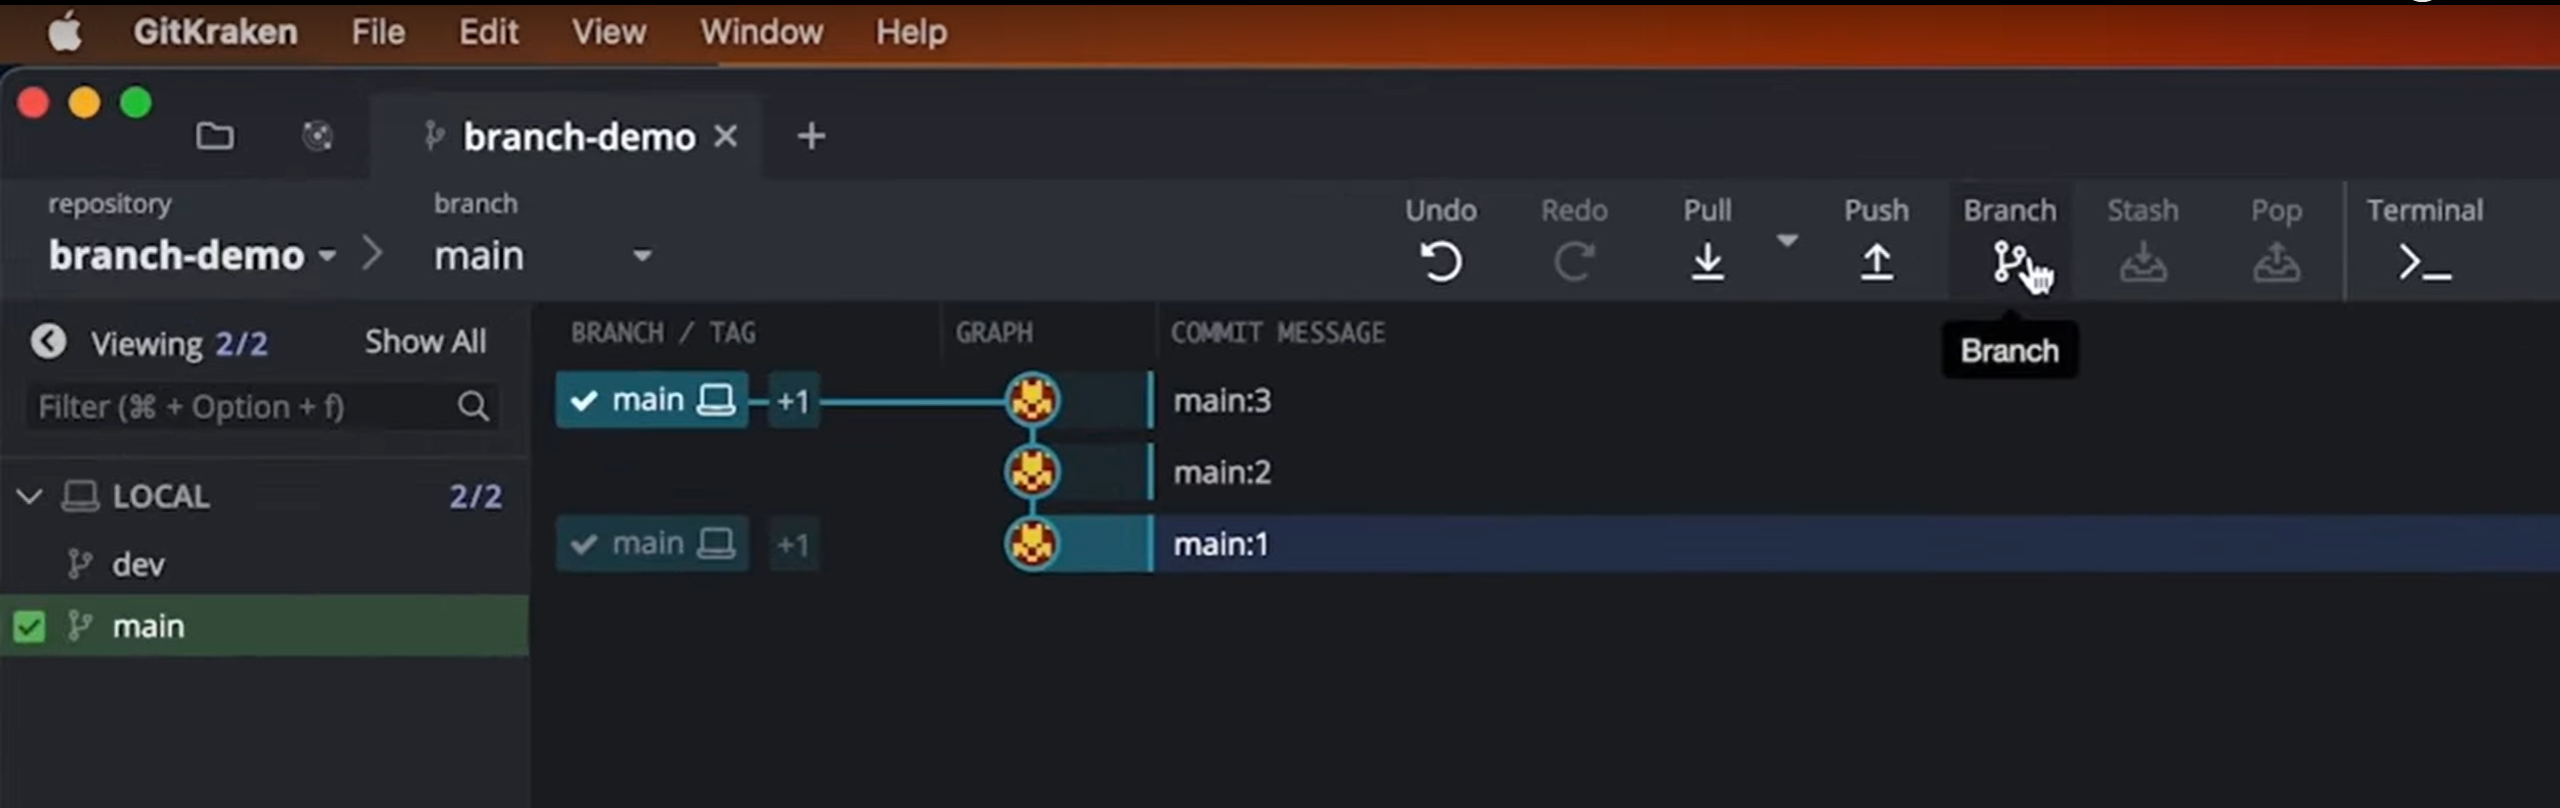 GitKraken File Edit View Window Help
branch-demo
repository branch
branch-demo main
Undo Redo Pull Push Branch Stash Pop Terminal
Branch
Viewing 2/2 Show All
Filter (⌘ + Option + f)
LOCAL 2/2
dev
main
BRANCH / TAG GRAPH COMMIT MESSAGE
main +1 main:3
main:2
main +1 main:1